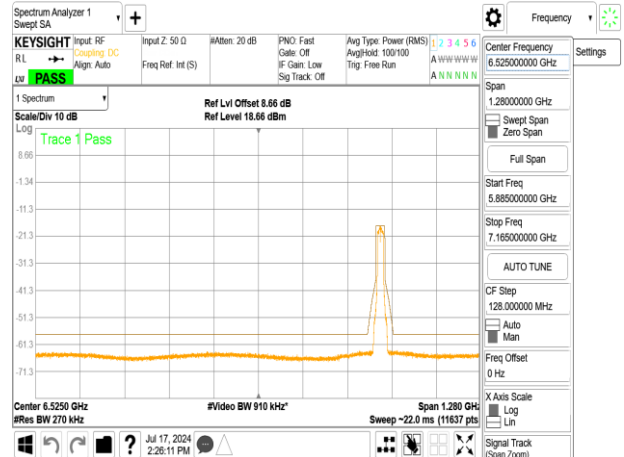 Spectrum Analyzer 1
Swept SA
+
Frequency
Settings
KEYSIGHT
RL
PASS
Input: RF
Coupling: DC
Align: Auto
Input Z: 50 Ω
Freq Ref: Int (S)
#Atten: 20 dB
PNO: Fast
Gate: Off
IF Gain: Low
Sig Track: Off
Avg Type: Power (RMS)
Avg|Hold: 100/100
Trig: Free Run
1 2 3 4 5 6
A W W W W W
A N N N N N
1 Spectrum
Scale/Div 10 dB
Ref Lvl Offset 8.66 dB
Ref Level 18.66 dBm
Log
Trace 1 Pass
8.66
-1.34
-11.3
-21.3
-31.3
-41.3
-51.3
-61.3
-71.3
Center 6.5250 GHz
#Res BW 270 kHz
#Video BW 910 kHz*
Span 1.280 GHz
Sweep ~22.0 ms (11637 pts
Jul 17, 2024
2:26:11 PM
Center Frequency
6.525000000 GHz
Span
1.28000000 GHz
Swept Span
Zero Span
Full Span
Start Freq
5.885000000 GHz
Stop Freq
7.165000000 GHz
AUTO TUNE
CF Step
128.000000 MHz
Auto
Man
Freq Offset
0 Hz
X Axis Scale
Log
Lin
Signal Track
(Span Zoom)